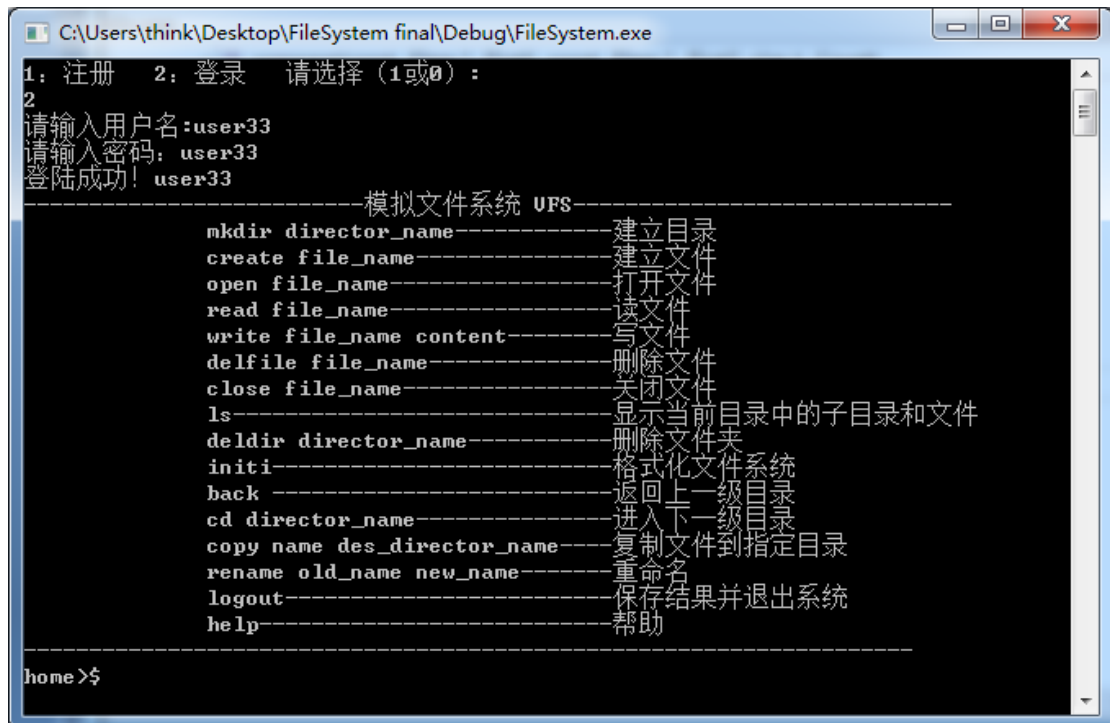 C:\Users\think\Desktop\FileSystem final\Debug\FileSystem.exe
1：注册   2：登录   请选择（1或0）：
2
请输入用户名:user33
请输入密码：user33
登陆成功！user33
--------------------------模拟文件系统 VFS-----------------------------
mkdir director_name------------建立目录
create file_name---------------建立文件
open file_name-----------------打开文件
read file_name-----------------读文件
write file_name content--------写文件
delfile file_name--------------删除文件
close file_name----------------关闭文件
ls-----------------------------显示当前目录中的子目录和文件
deldir director_name-----------删除文件夹
initi--------------------------格式化文件系统
back --------------------------返回上一级目录
cd director_name---------------进入下一级目录
copy name des_director_name----复制文件到指定目录
rename old_name new_name-------重命名
logout-------------------------保存结果并退出系统
help---------------------------帮助
--------------------------------------------------------------------
home>$